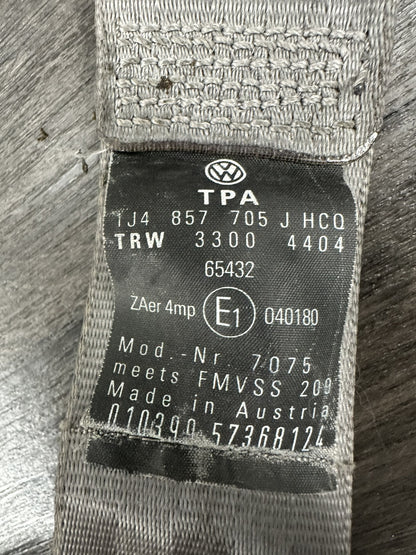 TPA
1J4 857 705 J HCQ
TRW 3300 4404
65432
ZAer 4mp E1 040180
Mod.-Nr 7075
meets FMVSS 209
Made in Austria
010399 57368124